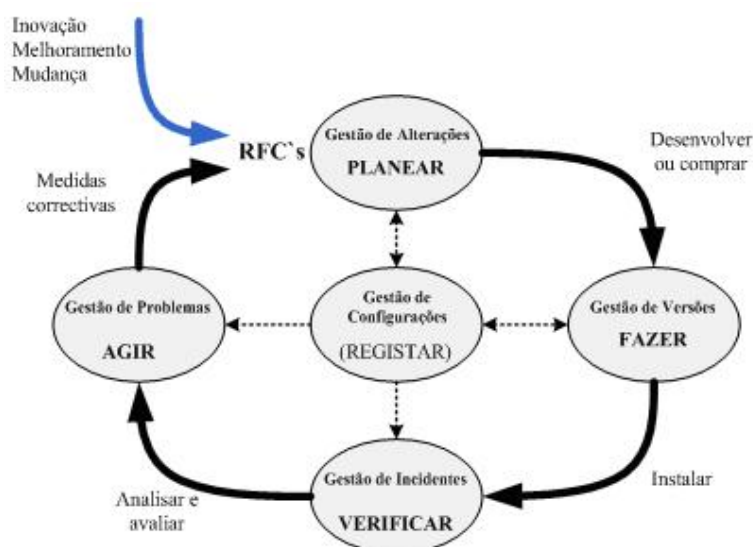 Inovação
Melhoramento
Mudança
RFC`s
Gestão de Alterações
PLANEAR
Desenvolver
ou comprar
Medidas
correctivas
Gestão de Problemas
AGIR
Gestão de
Configurações
(REGISTAR)
Gestão de Versões
FAZER
Analisar e
avaliar
Gestão de Incidentes
VERIFICAR
Instalar